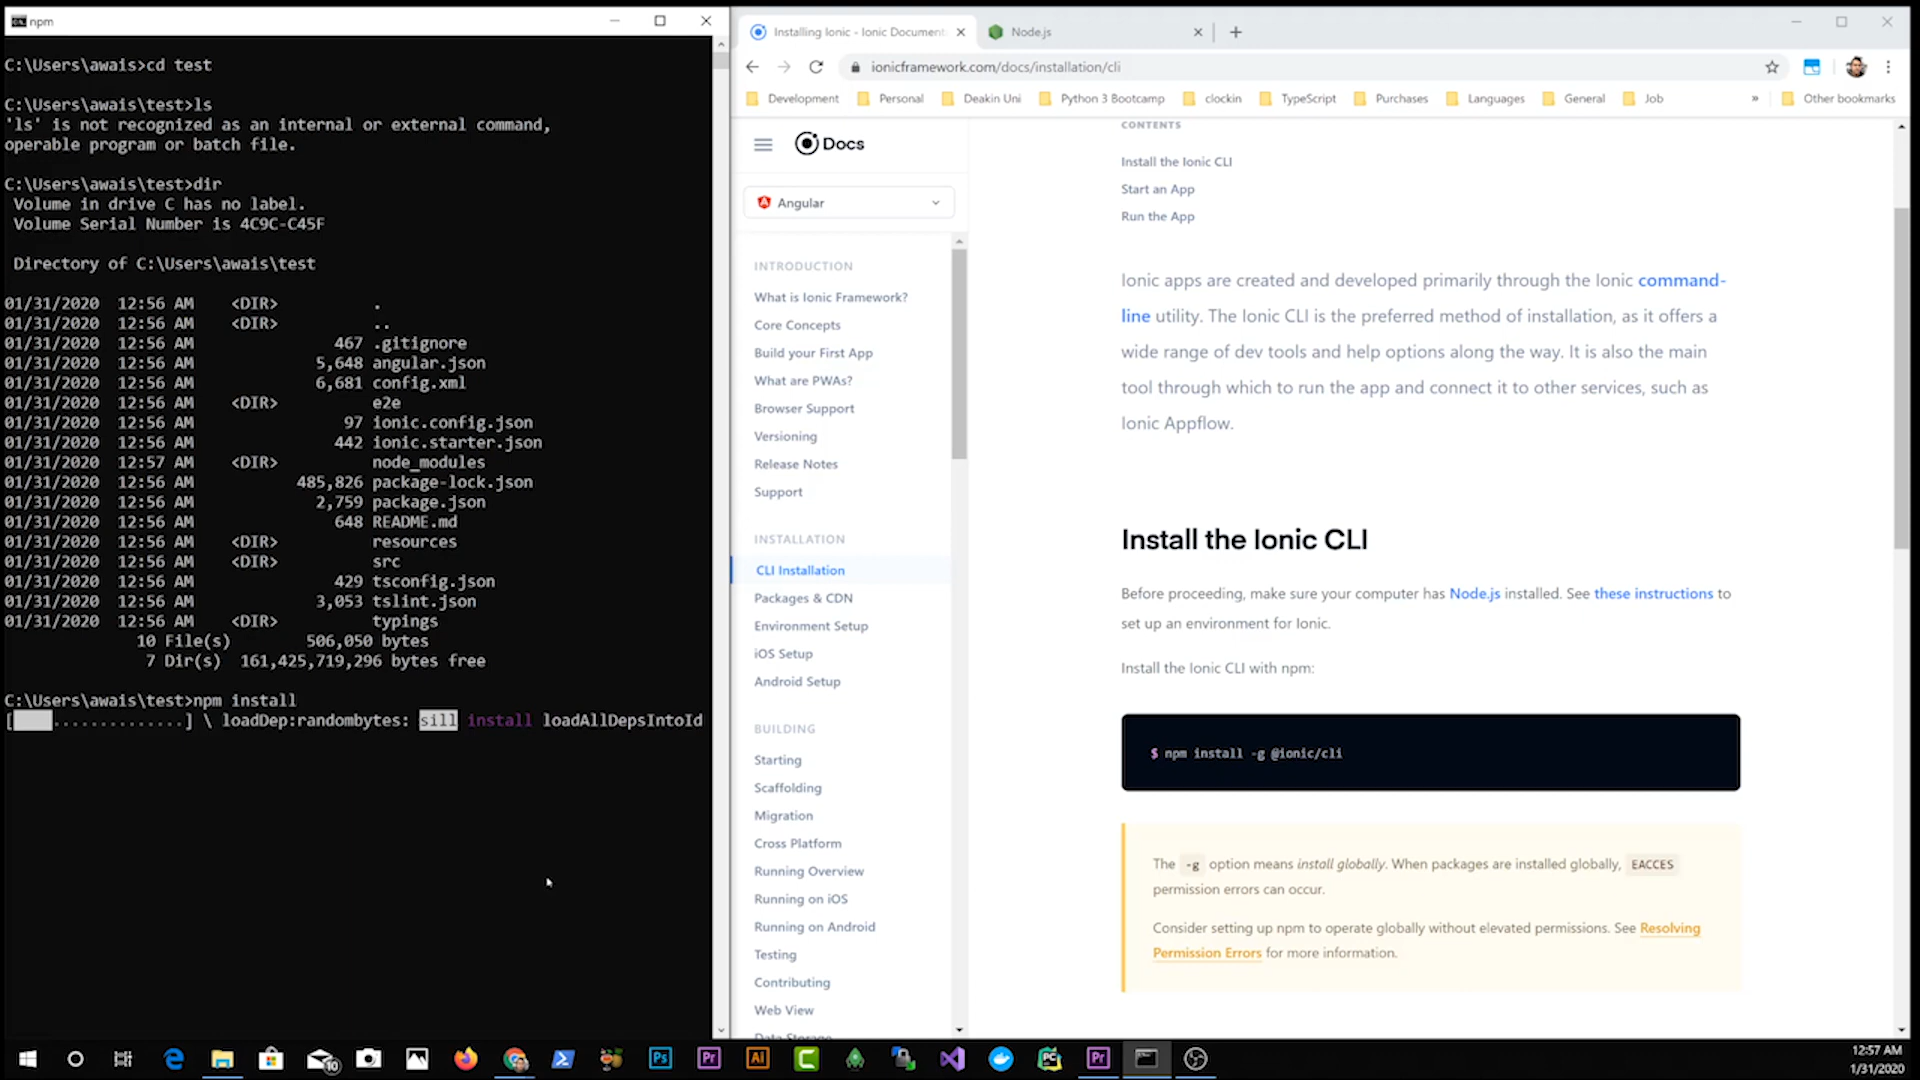 npm
C:\Users\awais>cd test
C:\Users\awais\test>ls
'ls' is not recognized as an internal or external command,
operable program or batch file.
C:\Users\awais\test>dir
Volume in drive C has no label.
Volume Serial Number is 4C9C-C45F
Directory of C:\Users\awais\test
01/31/2020 12:56 AM <DIR> .
01/31/2020 12:56 AM <DIR> ..
01/31/2020 12:56 AM 467 .gitignore
01/31/2020 12:56 AM 5,648 angular.json
01/31/2020 12:56 AM 6,681 config.xml
01/31/2020 12:56 AM <DIR> e2e
01/31/2020 12:56 AM 97 ionic.config.json
01/31/2020 12:56 AM 442 ionic.starter.json
01/31/2020 12:57 AM <DIR> node_modules
01/31/2020 12:56 AM 485,826 package-lock.json
01/31/2020 12:56 AM 2,759 package.json
01/31/2020 12:56 AM 648 README.md
01/31/2020 12:56 AM <DIR> resources
01/31/2020 12:56 AM <DIR> src
01/31/2020 12:56 AM 429 tsconfig.json
01/31/2020 12:56 AM 3,053 tslint.json
01/31/2020 12:56 AM <DIR> typings
10 File(s) 506,050 bytes
7 Dir(s) 161,425,719,296 bytes free
C:\Users\awais\test>npm install
[ ..............] \ loadDep:randombytes: sill install loadAllDepsIntoId
Installing Ionic - Ionic Document
Node.js
ionicframework.com/docs/installation/cli
Development Personal Deakin Uni Python 3 Bootcamp clockin TypeScript Purchases Languages General Job » Other bookmarks
Docs
Angular
INTRODUCTION
What is Ionic Framework?
Core Concepts
Build your First App
What are PWAs?
Browser Support
Versioning
Release Notes
Support
INSTALLATION
CLI Installation
Packages & CDN
Environment Setup
iOS Setup
Android Setup
BUILDING
Starting
Scaffolding
Migration
Cross Platform
Running Overview
Running on iOS
Running on Android
Testing
Contributing
Web View
Data Storage
CONTENTS
Install the Ionic CLI
Start an App
Run the App
Ionic apps are created and developed primarily through the Ionic command-
line utility. The Ionic CLI is the preferred method of installation, as it offers a
wide range of dev tools and help options along the way. It is also the main
tool through which to run the app and connect it to other services, such as
Ionic Appflow.
Install the Ionic CLI
Before proceeding, make sure your computer has Node.js installed. See these instructions to
set up an environment for Ionic.
Install the Ionic CLI with npm:
$ npm install -g @ionic/cli
The -g option means install globally. When packages are installed globally, EACCES
permission errors can occur.
Consider setting up npm to operate globally without elevated permissions. See Resolving
Permission Errors for more information.
10
Ps
Pr
Ai
C
PC
Pr
12:57 AM
1/31/2020